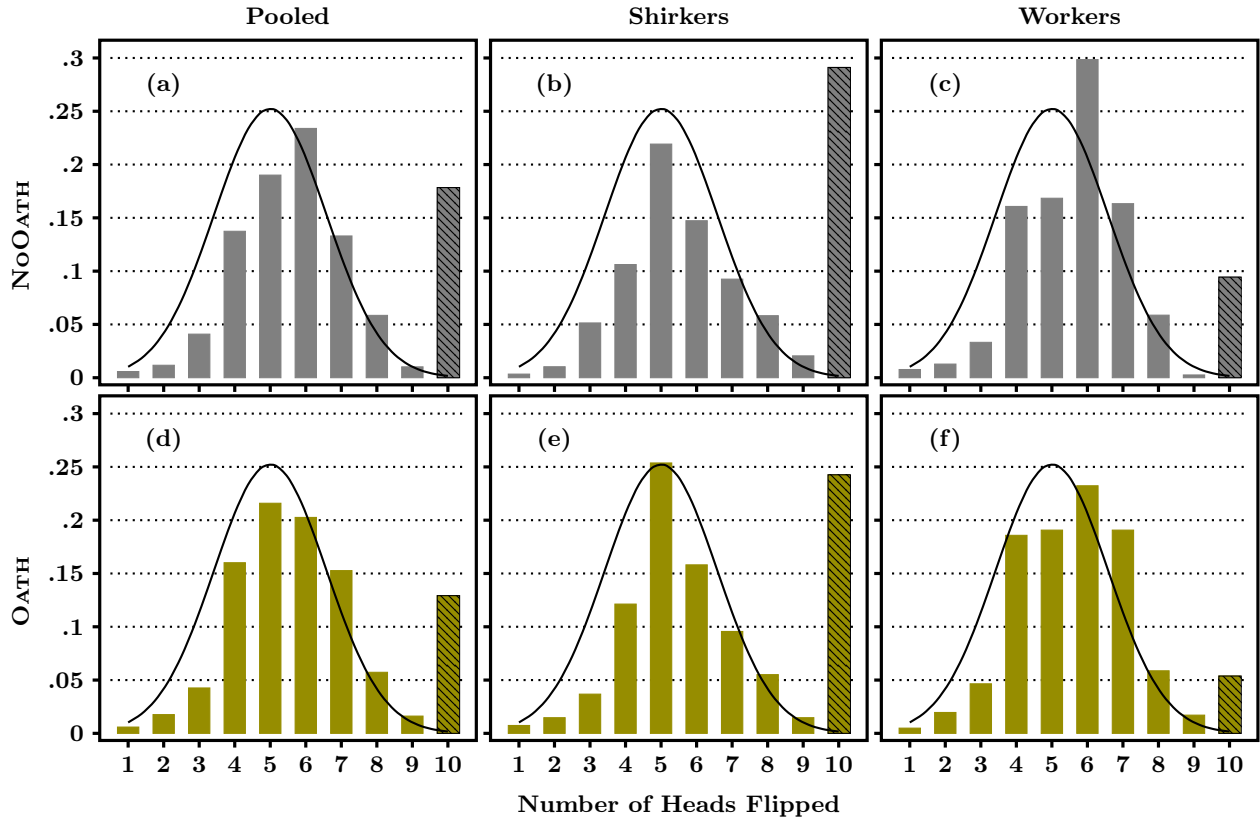 Pooled Shirkers Workers
NoOath
(a) (b) (c)
.3
.25
.2
.15
.1
.05
0
Oath
(d) (e) (f)
.3
.25
.2
.15
.1
.05
0
1 2 3 4 5 6 7 8 9 10 1 2 3 4 5 6 7 8 9 10 1 2 3 4 5 6 7 8 9 10
Number of Heads Flipped